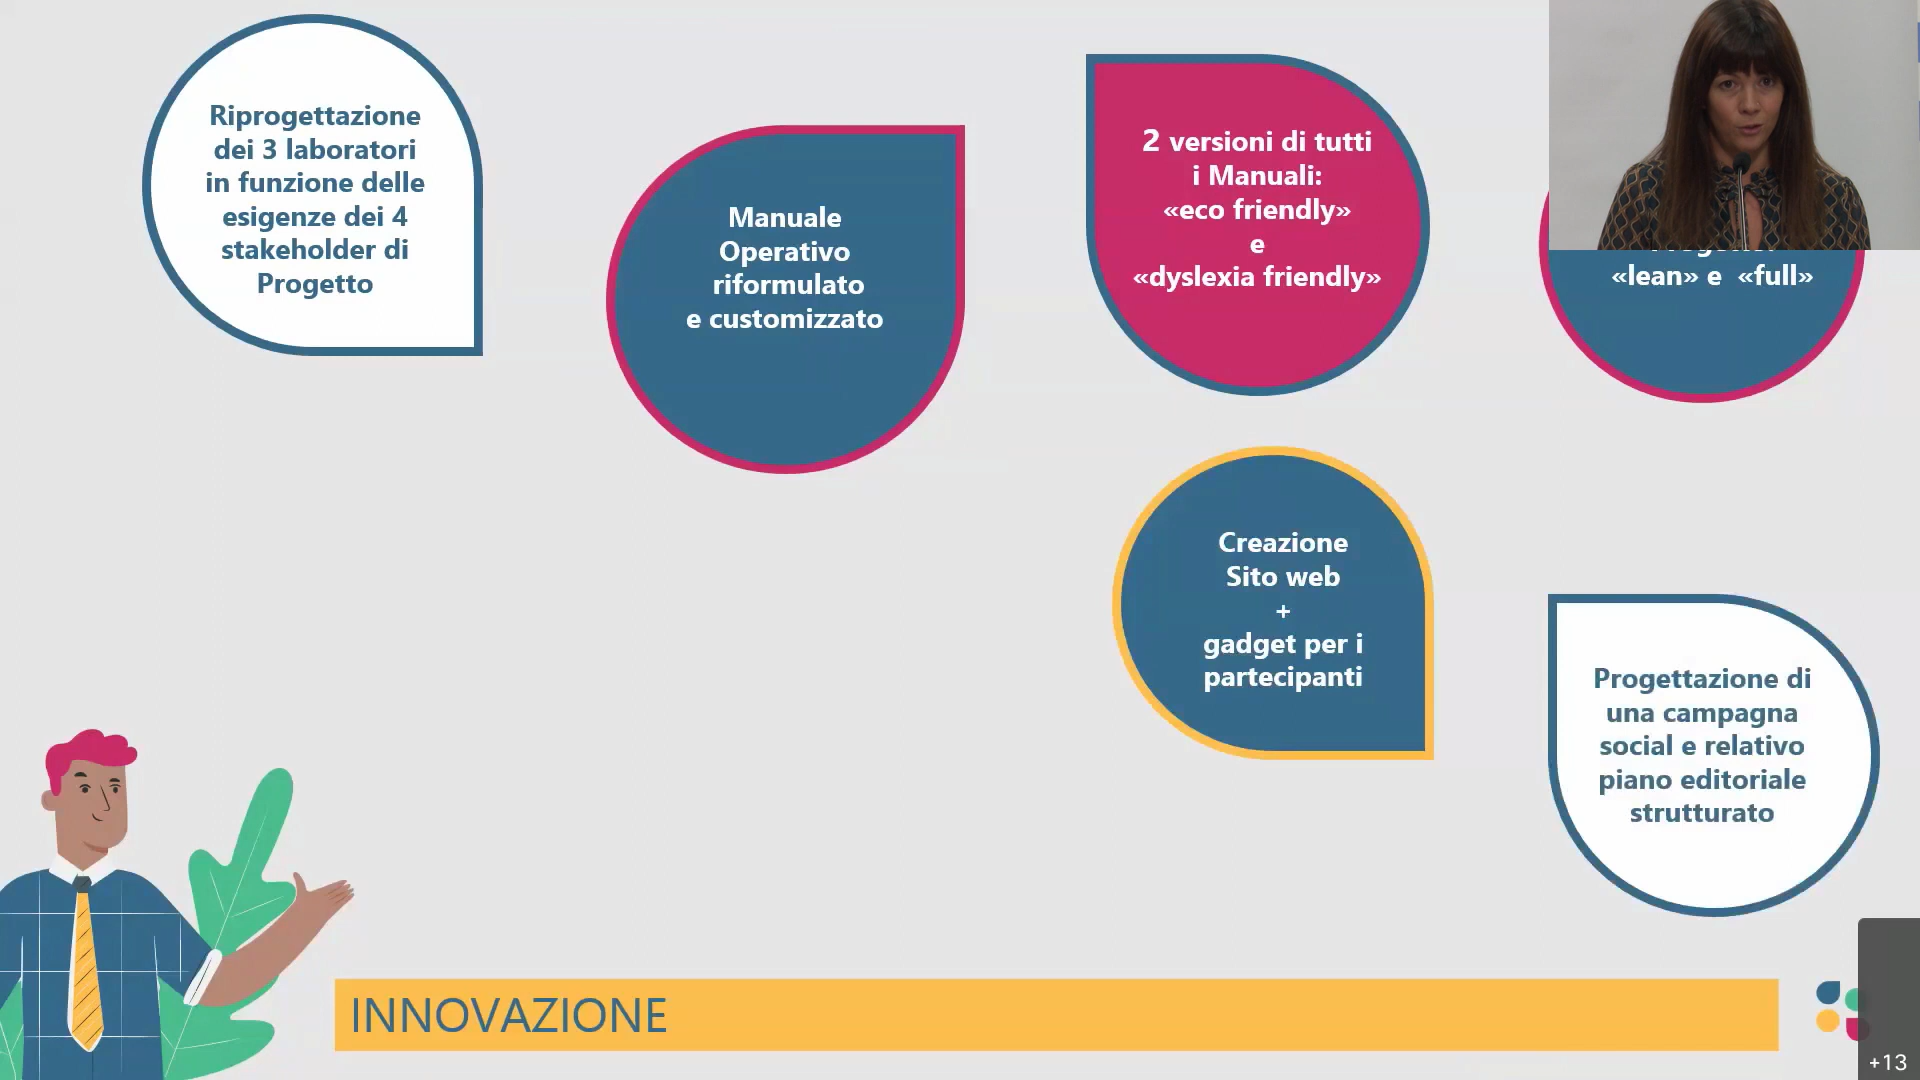 Riprogettazione
dei 3 laboratori
in funzione delle
esigenze dei 4
stakeholder di
Progetto
Manuale
Operativo
riformulato
e customizzato
2 versioni di tutti
i Manuali:
«eco friendly»
e
«dyslexia friendly»
«lean» e «full»
Creazione
Sito web
+
gadget per i
partecipanti
Progettazione di
una campagna
social e relativo
piano editoriale
strutturato
INNOVAZIONE
+13